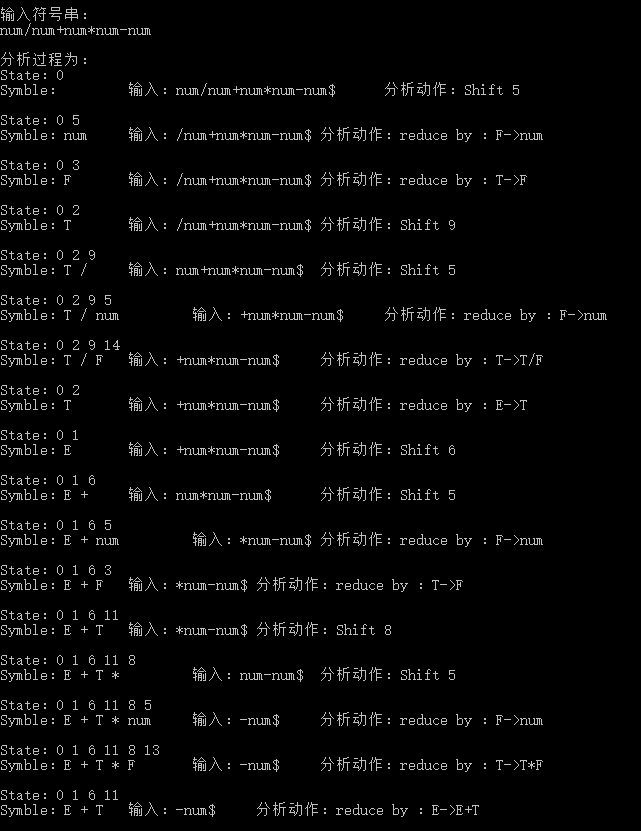 输入符号串：
num/num+num*num-num
分析过程为：
State: 0
Symble:         输入：num/num+num*num-num$      分析动作：Shift 5
State: 0 5
Symble: num     输入：/num+num*num-num$ 分析动作：reduce by : F->num
State: 0 3
Symble: F       输入：/num+num*num-num$ 分析动作：reduce by : T->F
State: 0 2
Symble: T       输入：/num+num*num-num$ 分析动作：Shift 9
State: 0 2 9
Symble: T /     输入：num+num*num-num$  分析动作：Shift 5
State: 0 2 9 5
Symble: T / num         输入：+num*num-num$     分析动作：reduce by : F->num
State: 0 2 9 14
Symble: T / F   输入：+num*num-num$     分析动作：reduce by : T->T/F
State: 0 2
Symble: T       输入：+num*num-num$     分析动作：reduce by : E->T
State: 0 1
Symble: E       输入：+num*num-num$     分析动作：Shift 6
State: 0 1 6
Symble: E +     输入：num*num-num$      分析动作：Shift 5
State: 0 1 6 5
Symble: E + num         输入：*num-num$ 分析动作：reduce by : F->num
State: 0 1 6 3
Symble: E + F   输入：*num-num$ 分析动作：reduce by : T->F
State: 0 1 6 11
Symble: E + T   输入：*num-num$ 分析动作：Shift 8
State: 0 1 6 11 8
Symble: E + T *         输入：num-num$  分析动作：Shift 5
State: 0 1 6 11 8 5
Symble: E + T * num     输入：-num$     分析动作：reduce by : F->num
State: 0 1 6 11 8 13
Symble: E + T * F       输入：-num$     分析动作：reduce by : T->T*F
State: 0 1 6 11
Symble: E + T   输入：-num$     分析动作：reduce by : E->E+T